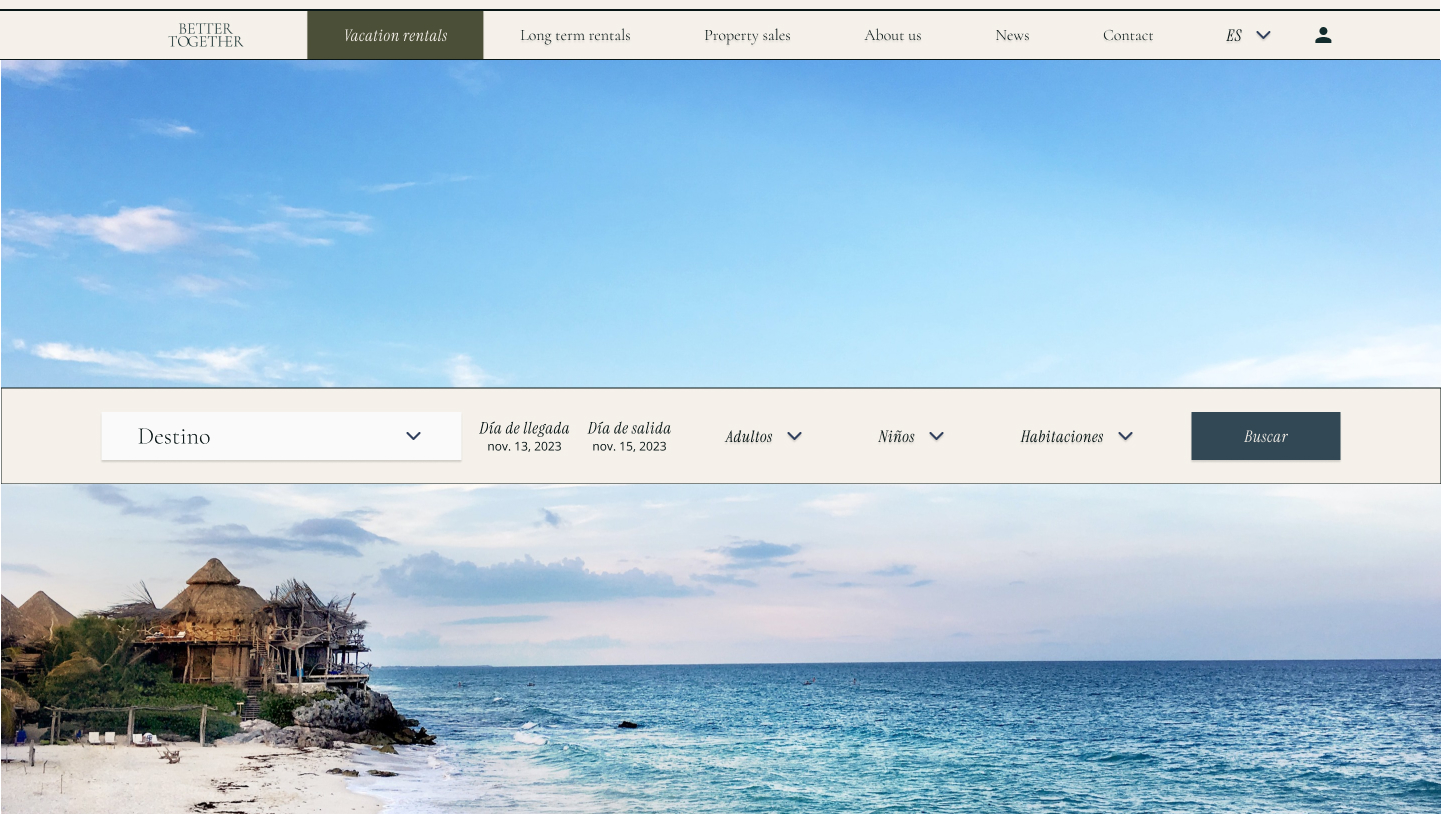 BETTER
TOGETHER
Vacation rentals
Long term rentals
Property sales
About us
News
Contact
ES
Destino
Día de llegada
nov. 13, 2023
Día de salida
nov. 15, 2023
Adultos
Niños
Habitaciones
Buscar